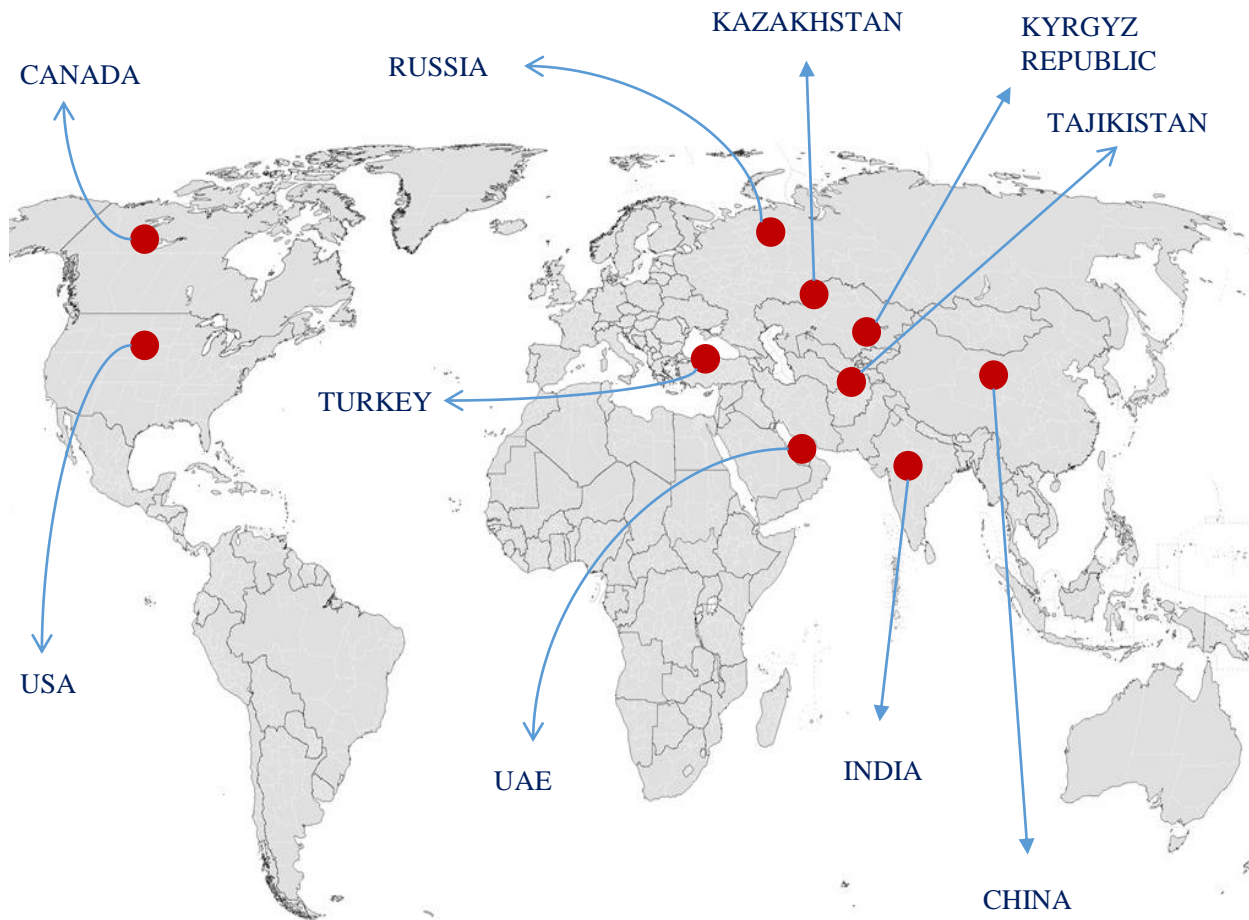 KAZAKHSTAN
KYRGYZ
REPUBLIC
RUSSIA
CANADA
TAJIKISTAN
TURKEY
USA
UAE
INDIA
CHINA